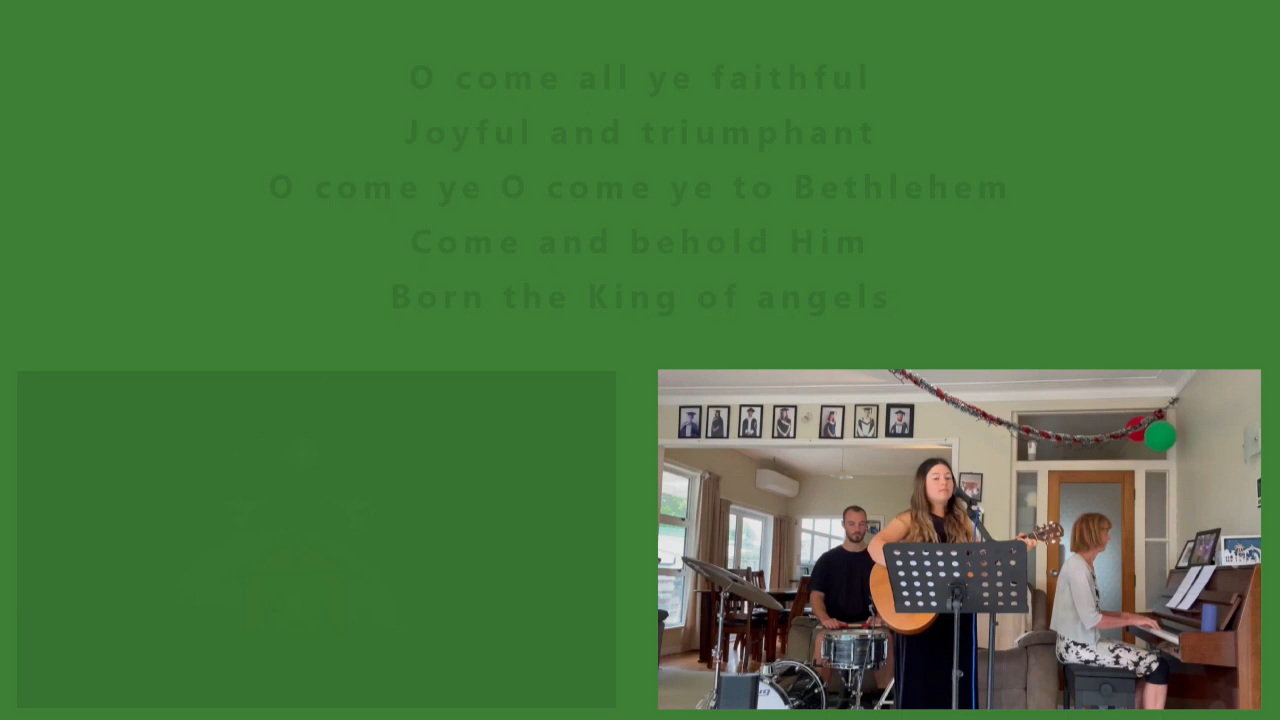 O come all ye faithful
Joyful and triumphant
O come ye O come ye to Bethlehem
Come and behold Him
Born the King of angels